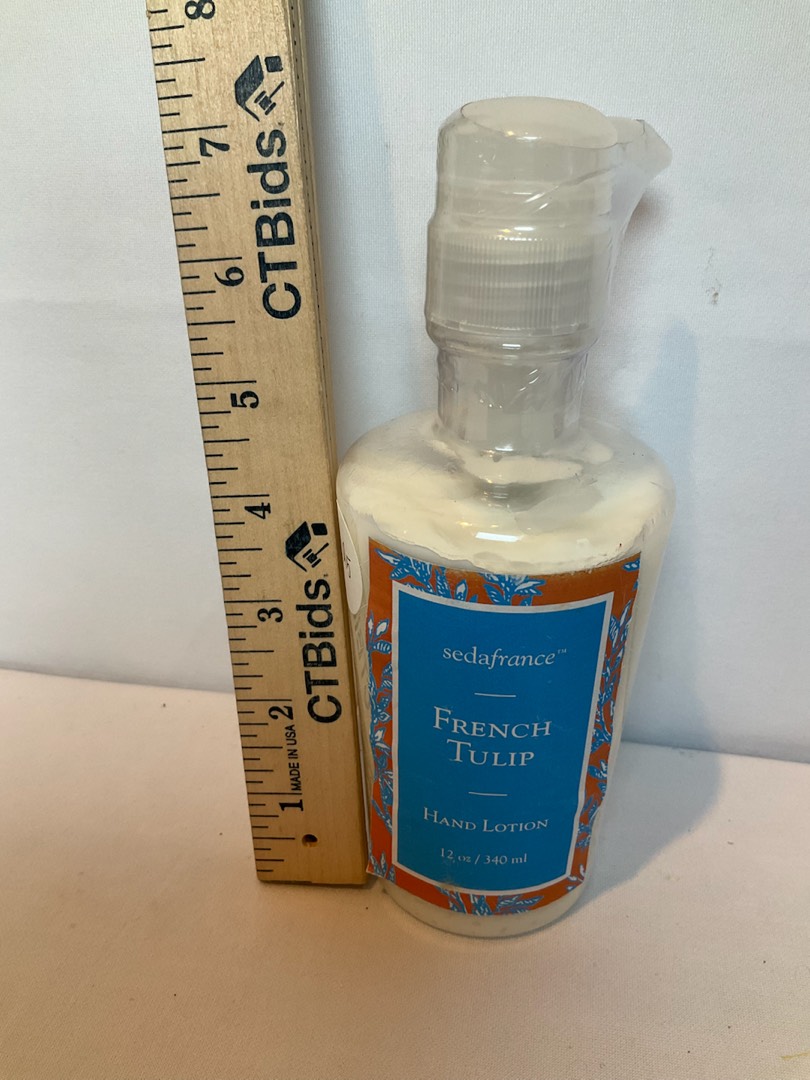 8
7
6
5
4
3
2
1
CTBids.
CTBids.
MADE IN USA
sedafrance™
FRENCH
TULIP
HAND LOTION
12 oz / 340 ml